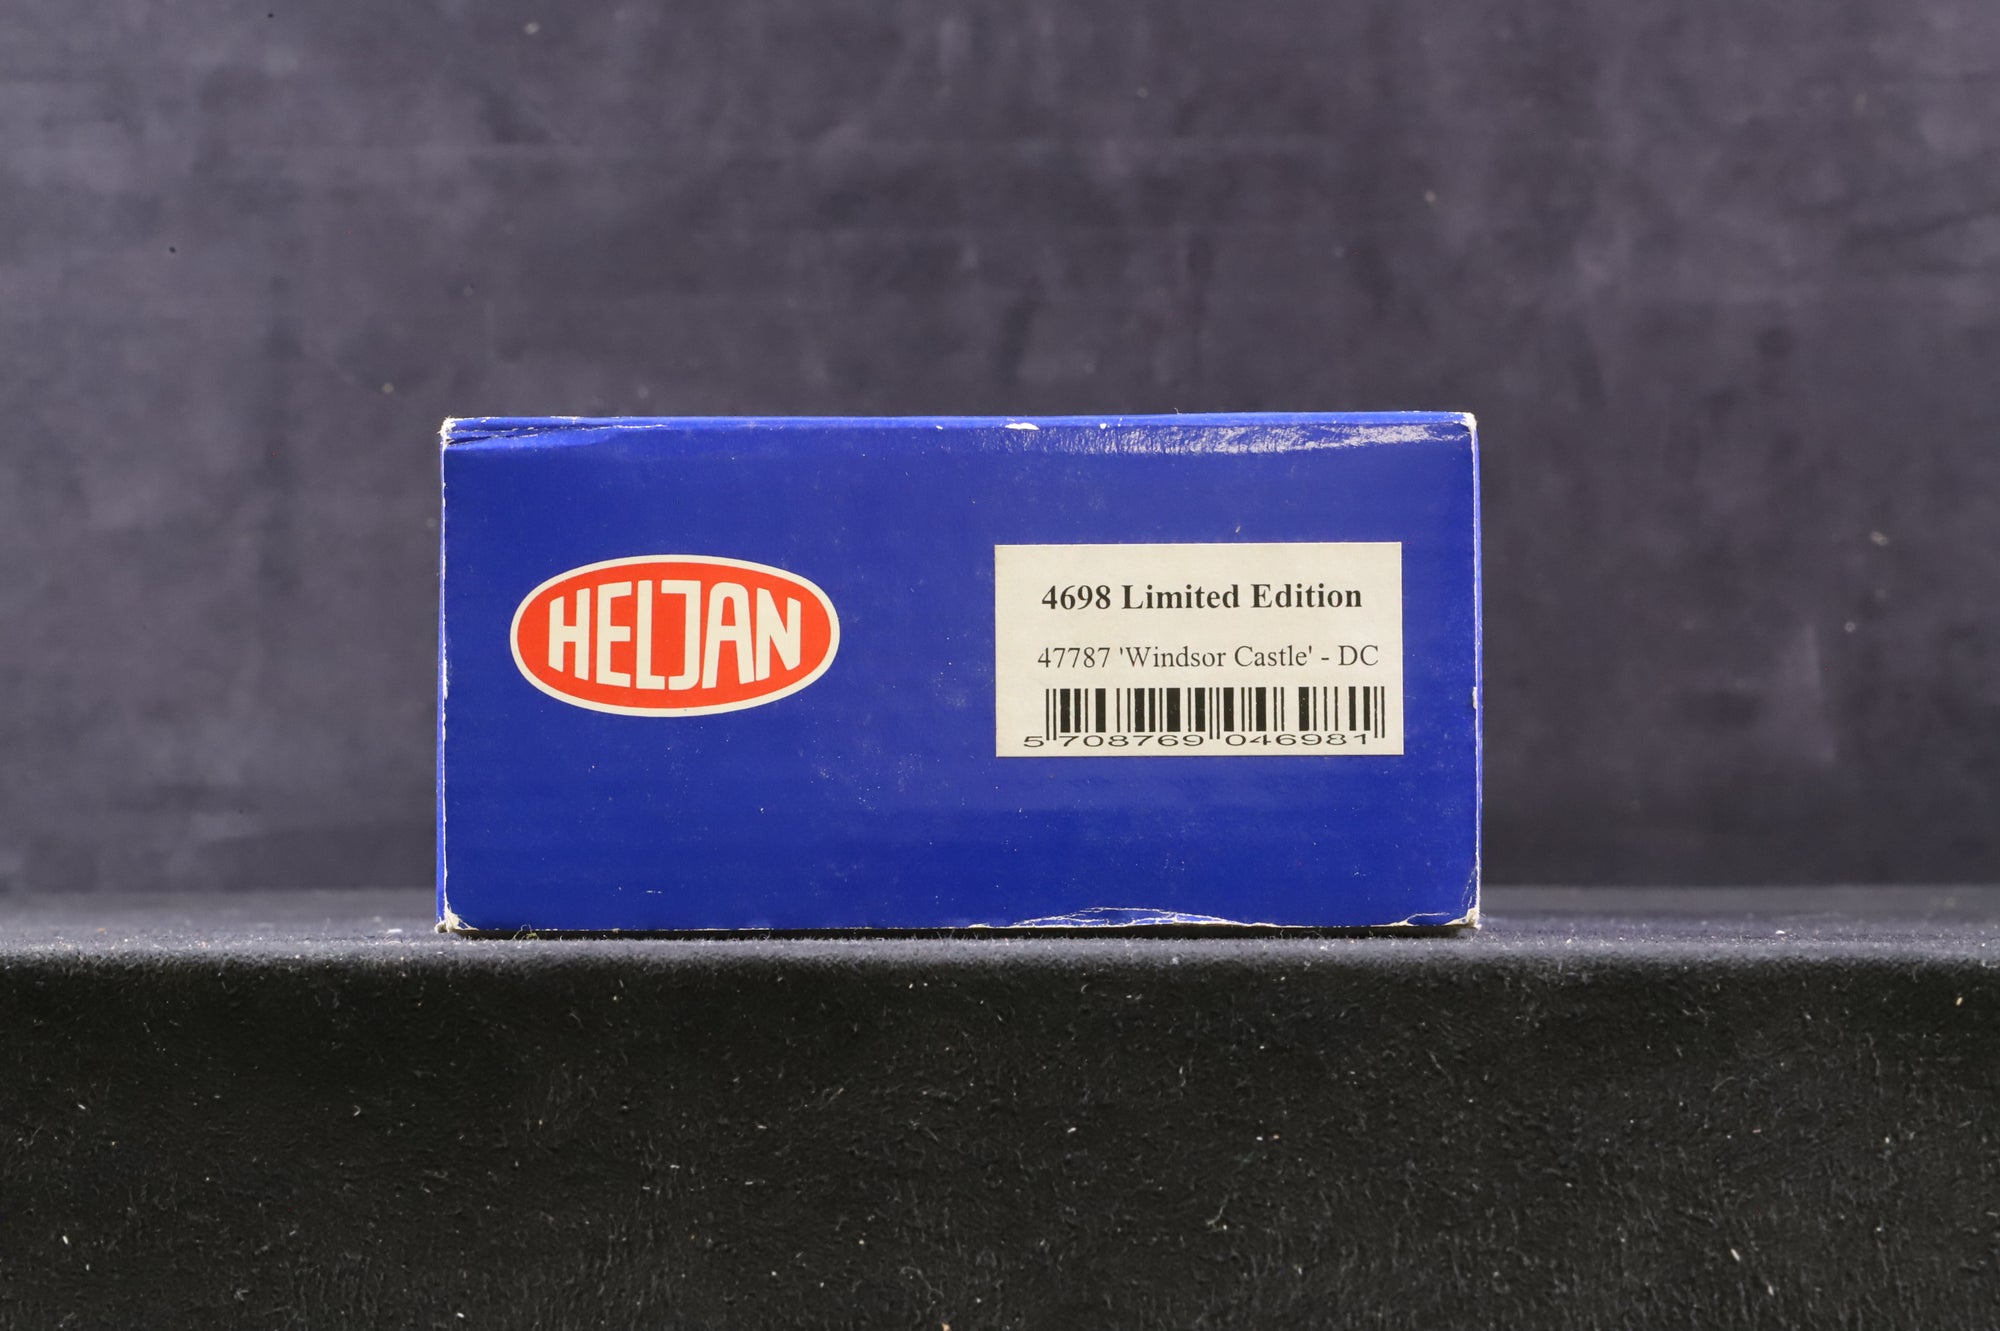 HELJAN
4698 Limited Edition
47787 'Windsor Castle' - DC
5 708769 046981